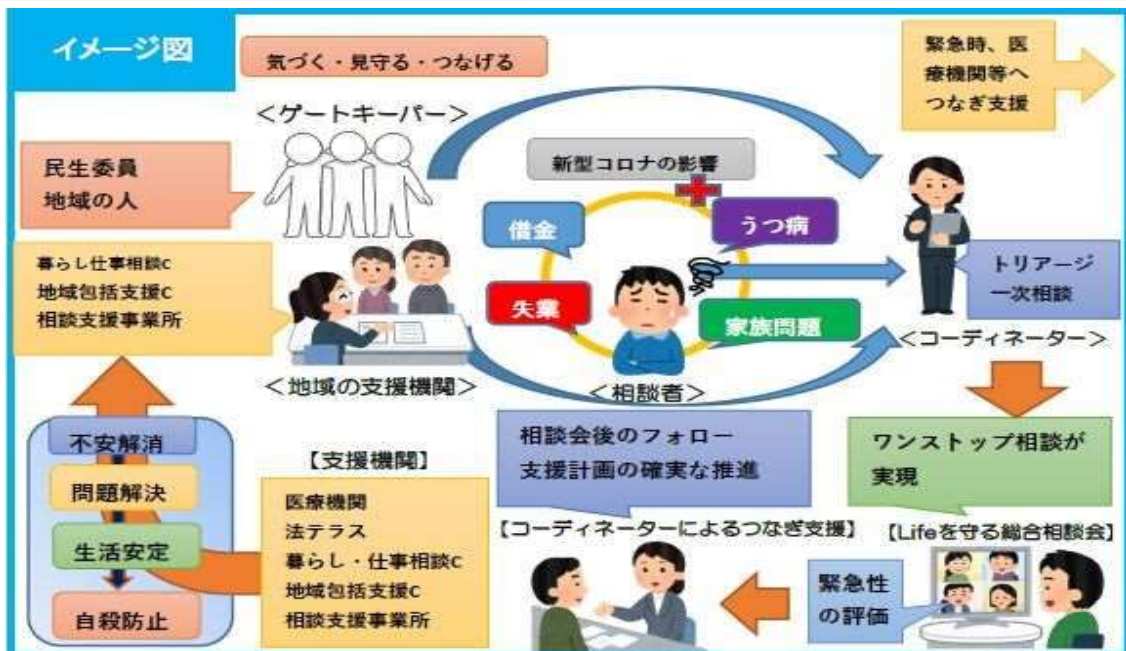 イメージ図
気づく・見守る・つなげる
緊急時、医
療機関等へ
つなぎ支援
<ゲートキーパー>
民生委員
地域の人
新型コロナの影響
借金
うつ病
失業
家族問題
<相談者>
トリアージ
一次相談
<コーディネーター>
暮らし仕事相談C
地域包括支援C
相談支援事業所
<地域の支援機関>
ワンストップ相談が
実現
【Lifeを守る総合相談会】
緊急性
の評価
相談会後のフォロー
支援計画の確実な推進
【コーディネーターによるつなぎ支援】
【支援機関】
医療機関
法テラス
暮らし・仕事相談C
地域包括支援C
相談支援事業所
不安解消
問題解決
生活安定
自殺防止